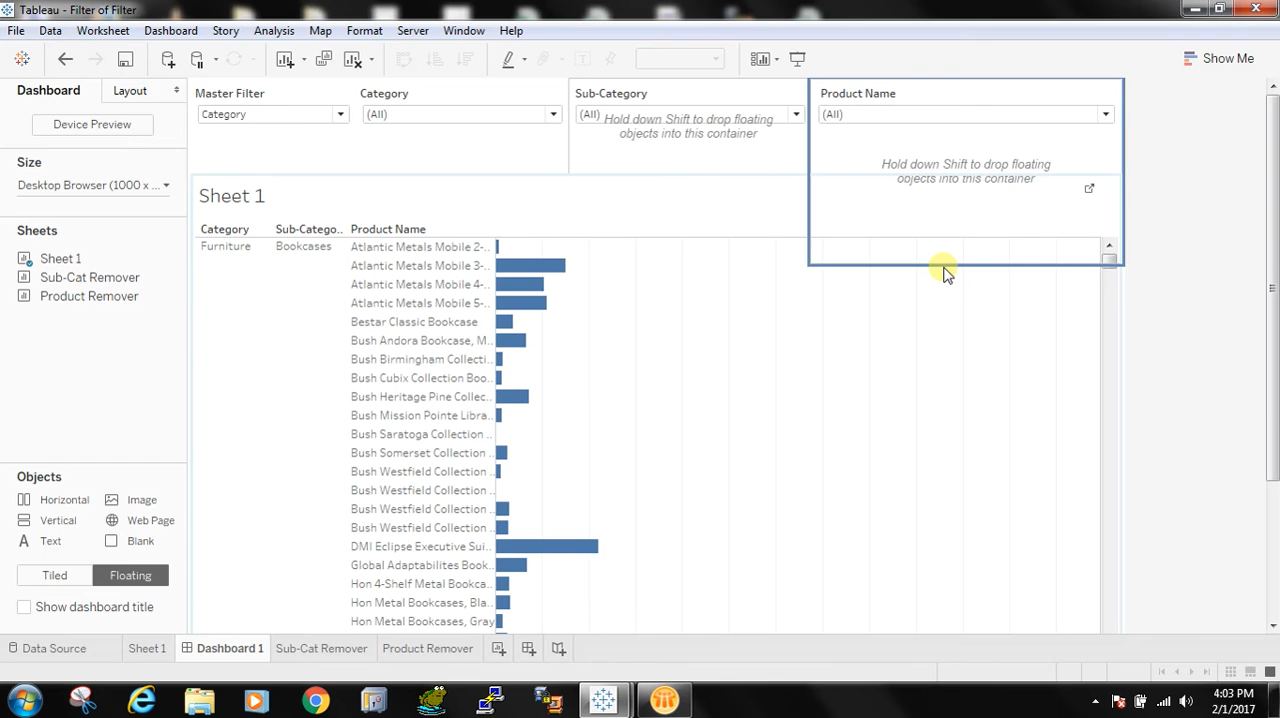 Tableau - Filter of Filter
File Data Worksheet Dashboard Story Analysis Map Format Server Window Help
Show Me
Dashboard Layout
Device Preview
Size
Desktop Browser (1000 x ...
Sheets
Sheet 1
Sub-Cat Remover
Product Remover
Objects
Horizontal Image
Vertical Web Page
Text Blank
Tiled Floating
Show dashboard title
Master Filter Category Sub-Category Product Name
Category (All) (All) (All)
Hold down Shift to drop floating
objects into this container
Hold down Shift to drop floating
objects into this container
Sheet 1
Category Sub-Catego.. Product Name
Furniture Bookcases Atlantic Metals Mobile 2-..
Atlantic Metals Mobile 3-..
Atlantic Metals Mobile 4-..
Atlantic Metals Mobile 5-..
Bestar Classic Bookcase
Bush Andora Bookcase, M..
Bush Birmingham Collecti..
Bush Cubix Collection Boo..
Bush Heritage Pine Collec..
Bush Mission Pointe Libra..
Bush Saratoga Collection ..
Bush Somerset Collection ..
Bush Westfield Collection ..
Bush Westfield Collection ..
Bush Westfield Collection ..
Bush Westfield Collection ..
DMI Eclipse Executive Sui..
Global Adaptabilites Book..
Hon 4-Shelf Metal Bookca..
Hon Metal Bookcases, Bla..
Hon Metal Bookcases, Gray
Data Source Sheet 1 Dashboard 1 Sub-Cat Remover Product Remover
4:03 PM
2/1/2017